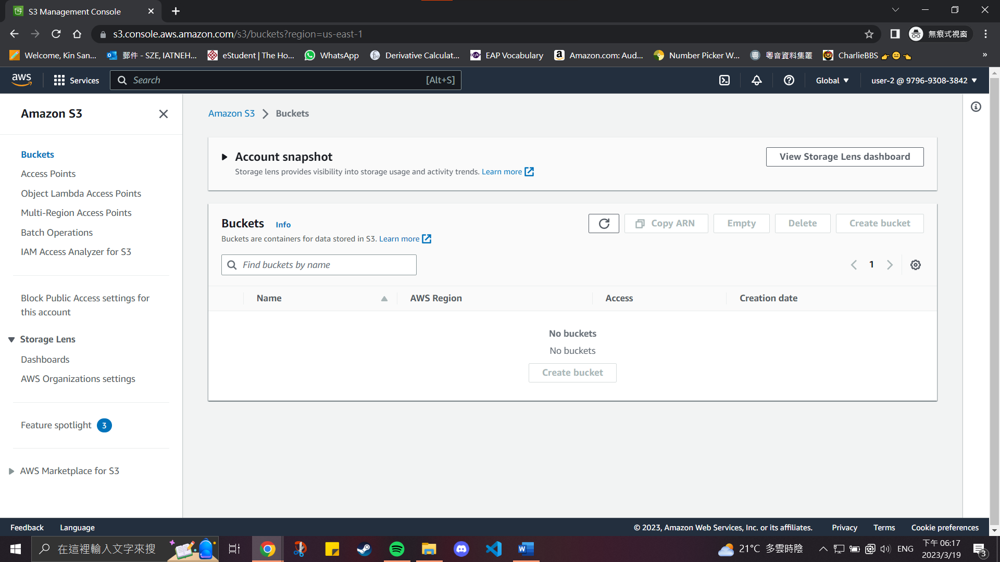 S3 Management Console
s3.console.aws.amazon.com/s3/buckets?region=us-east-1
無痕式視窗
Welcome, Kin San...
郵件 - SZE, IATNEH...
eStudent | The Ho...
WhatsApp
Derivative Calculat...
EAP Vocabulary
Amazon.com: Aud...
Number Picker W...
粵音資料集叢
CharlieBBS 👉😑👈
»
aws
Services
Search
[Alt+S]
Global
user-2 @ 9796-9308-3842
Amazon S3
Buckets
Access Points
Object Lambda Access Points
Multi-Region Access Points
Batch Operations
IAM Access Analyzer for S3
Block Public Access settings for
this account
Storage Lens
Dashboards
AWS Organizations settings
Feature spotlight 3
AWS Marketplace for S3
Amazon S3 > Buckets
Account snapshot
View Storage Lens dashboard
Storage lens provides visibility into storage usage and activity trends. Learn more
Buckets Info
Copy ARN
Empty
Delete
Create bucket
Buckets are containers for data stored in S3. Learn more
Find buckets by name
1
Name
AWS Region
Access
Creation date
No buckets
No buckets
Create bucket
Feedback
Language
© 2023, Amazon Web Services, Inc. or its affiliates.
Privacy
Terms
Cookie preferences
在這裡輸入文字來搜
21°C 多雲時陰
ENG
下午 06:17
2023/3/19
3